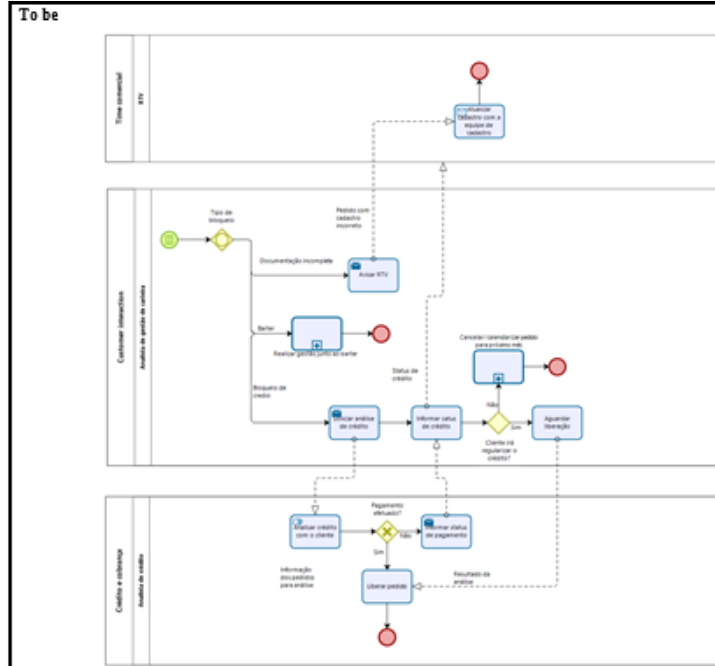 To be
Time comercial
RTV
Atualizar
cadastro com a
equipe de
cadastro
Customer interaction
Analista de gestão de carteira
Tipo de
bloqueio
Pedido com
cadastro
incorreto
Documentação incompleta
Avisar RTV
Barter
Realizar gestão junto ao barter
Status de
crédito
Cancelar/calendarizar pedido
para próximo mês
Bloqueio de
credio
análise
de crédito
Informar satus
de crédito
Não
Sim
Cliente irá
regularizar o
crédito?
Aguardar
liberação
Crédito e cobrança
Analista de crédito
Pagamento
efetuado?
Analisar crédito
com o cliente
Não
Informar status
de pagamento
Sim
Informação
dos pedidos
para análise
Liberar pedido
Resultado da
análise